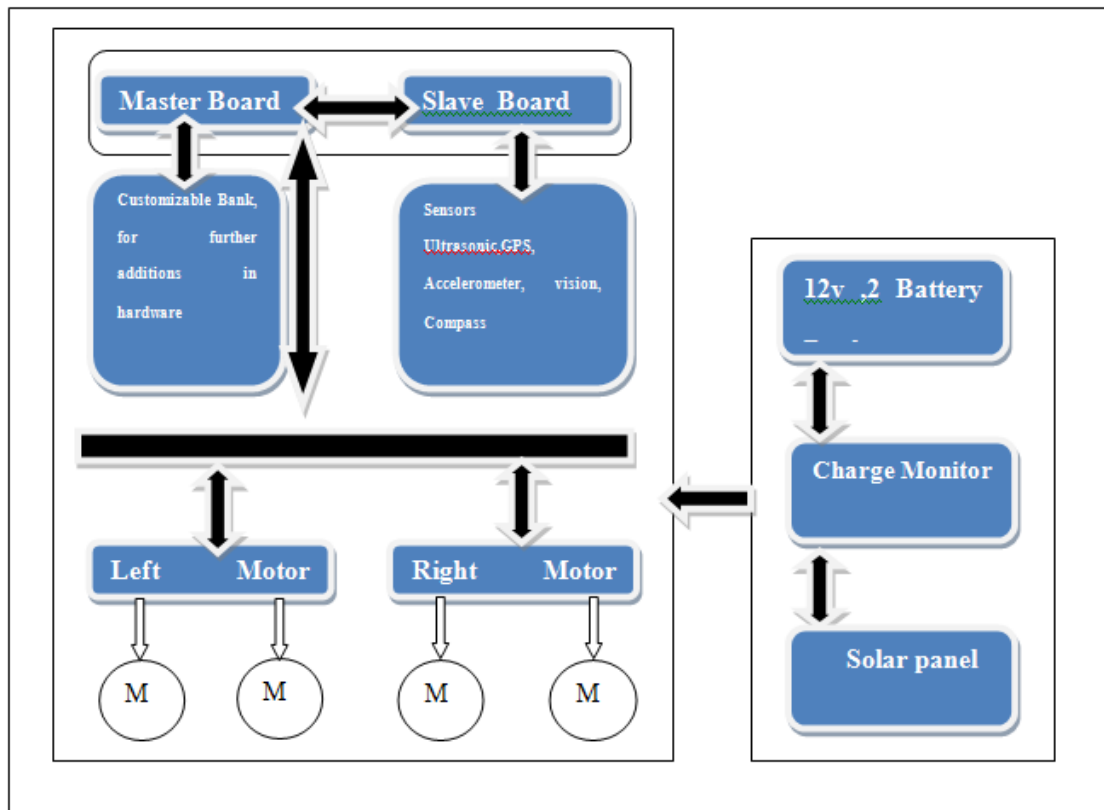 Master Board
Slave Board
Customizable Bank,
for further
additions in
hardware
Sensors
Ultrasonic,GPS,
Accelerometer, vision,
Compass
12v ,2 Battery
Charge Monitor
Solar panel
Left Motor
Right Motor
M
M
M
M